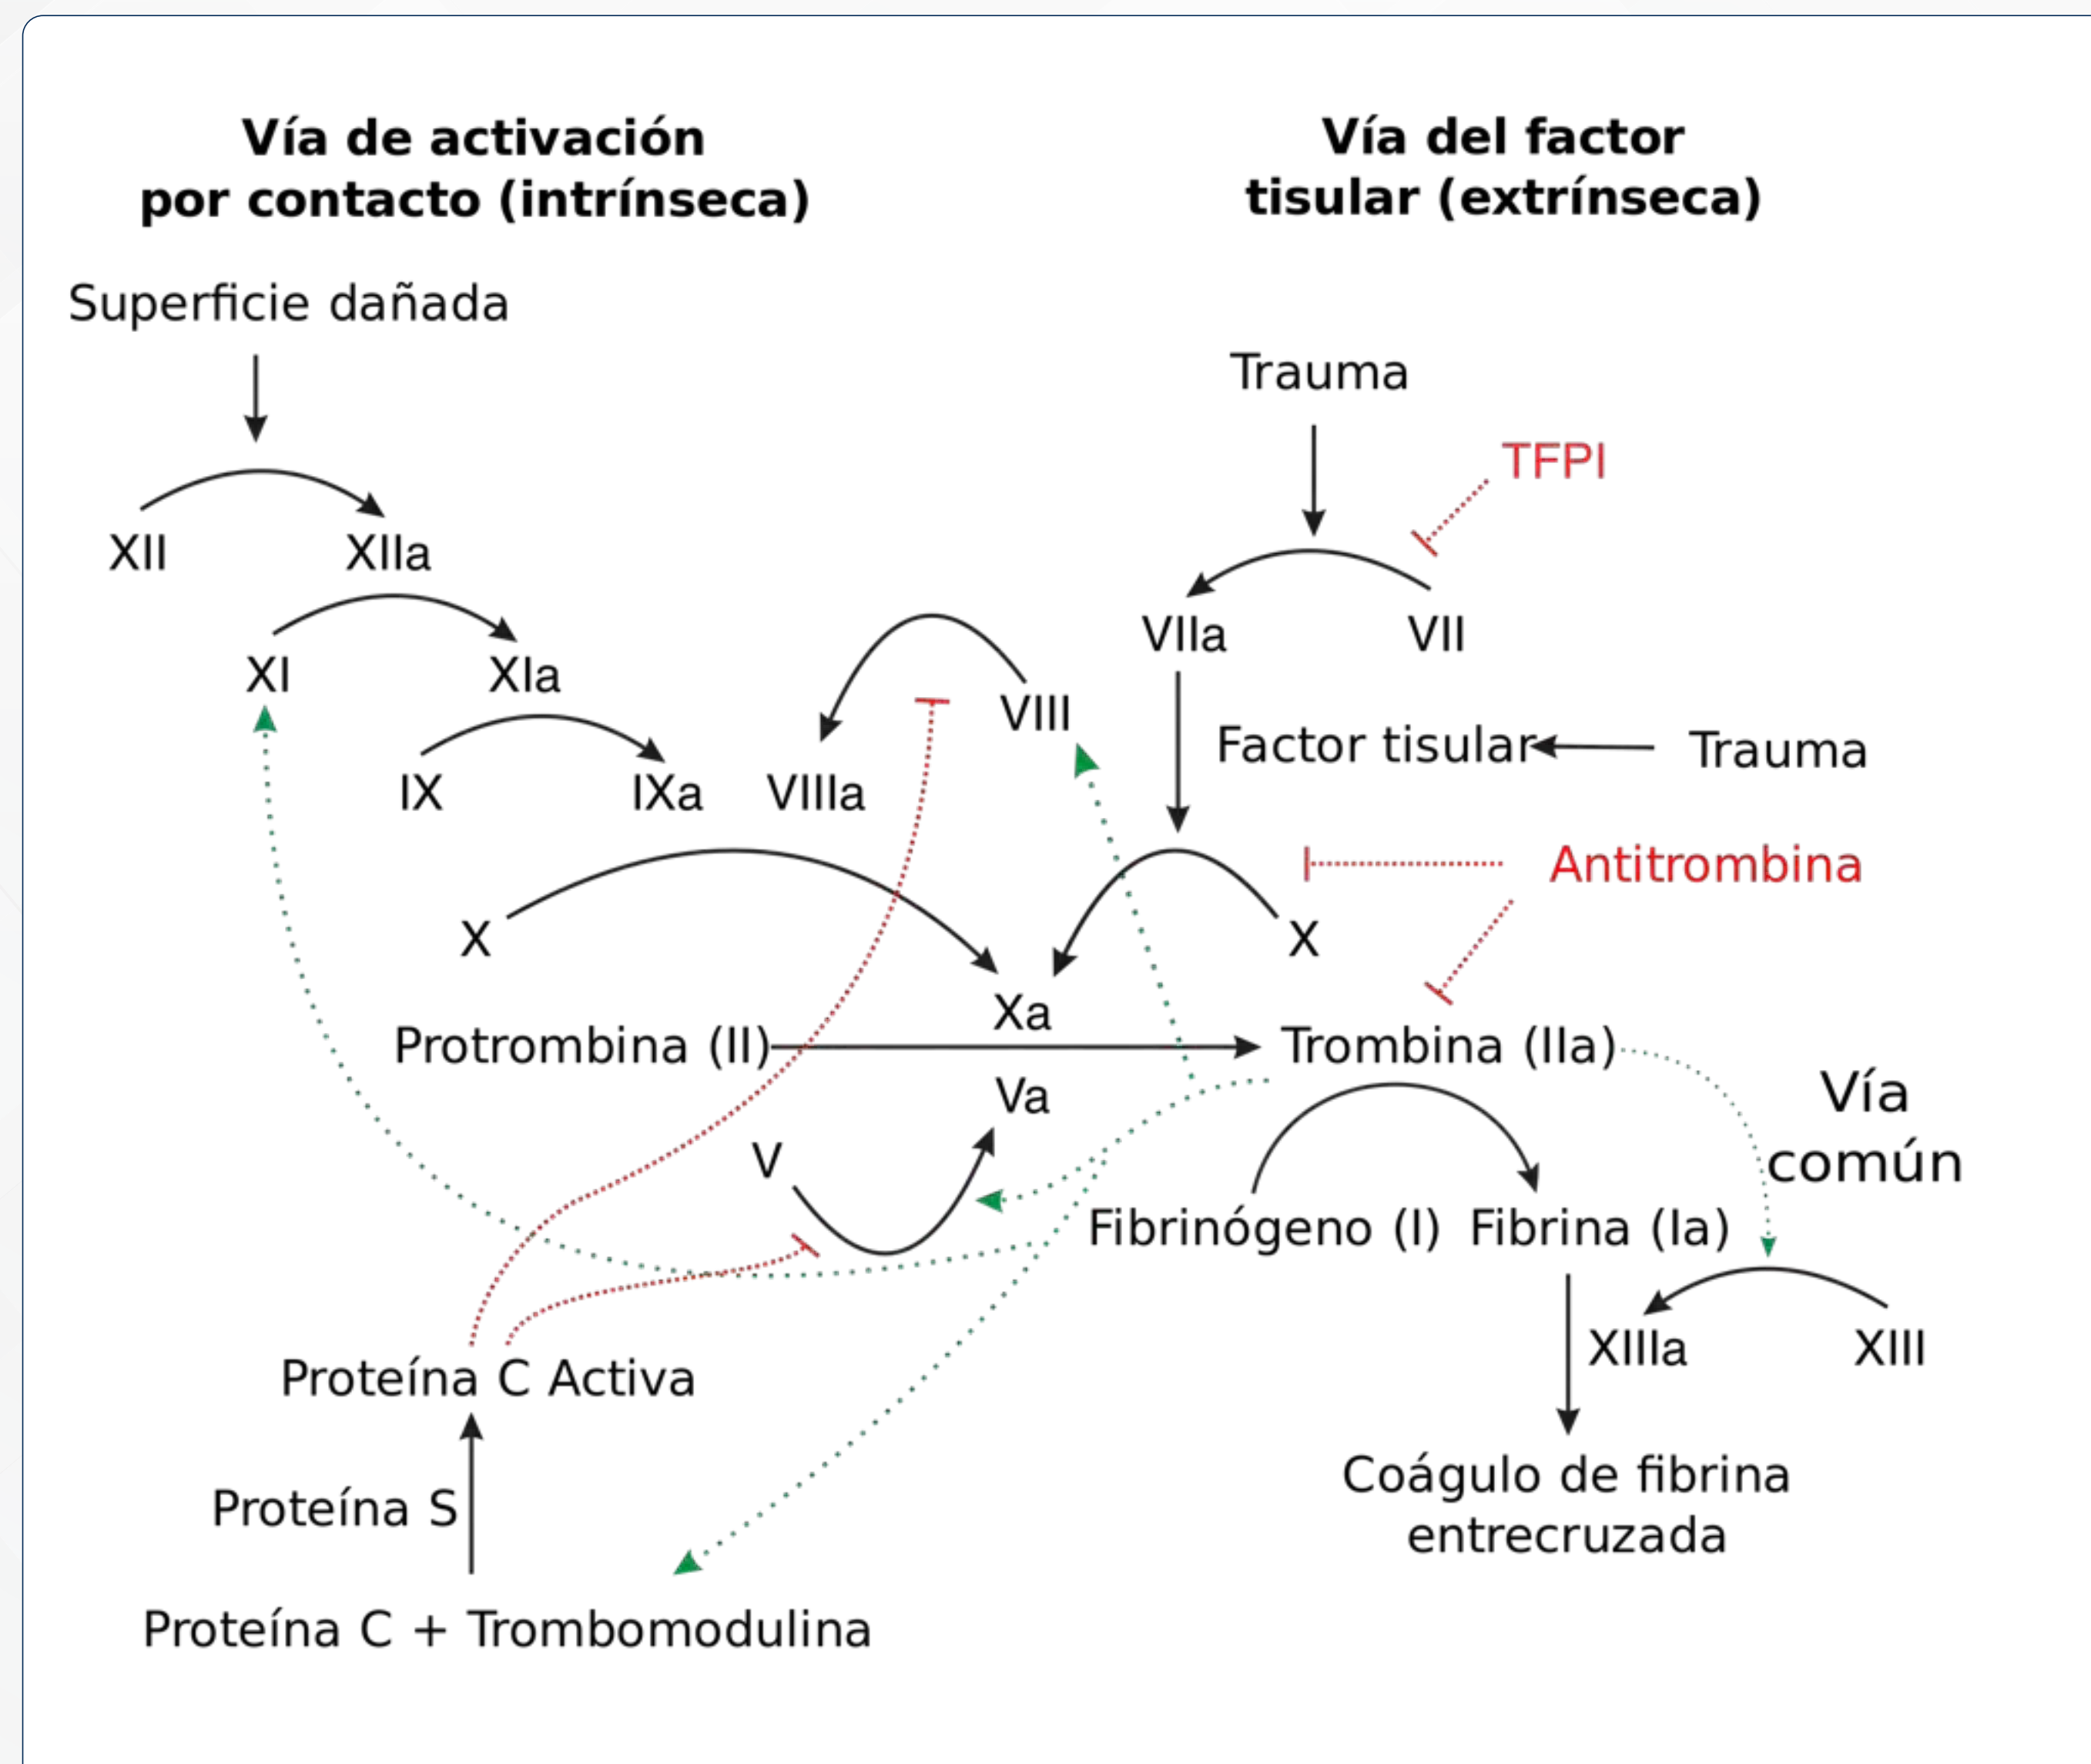 Vía de activación
por contacto (intrínseca)
Vía del factor
tisular (extrínseca)
Superficie dañada
Trauma
TFPI
XII
XIIa
VIIa
VII
XI
XIa
VIII
Factor tisular
Trauma
IX
IXa
VIIIa
Antitrombina
X
X
Xa
Protrombina (II)
Trombina (IIa)
Va
Vía
común
V
Fibrinógeno (I)
Fibrina (Ia)
XIIIa
XIII
Proteína C Activa
Coágulo de fibrina
entrecruzada
Proteína S
Proteína C + Trombomodulina